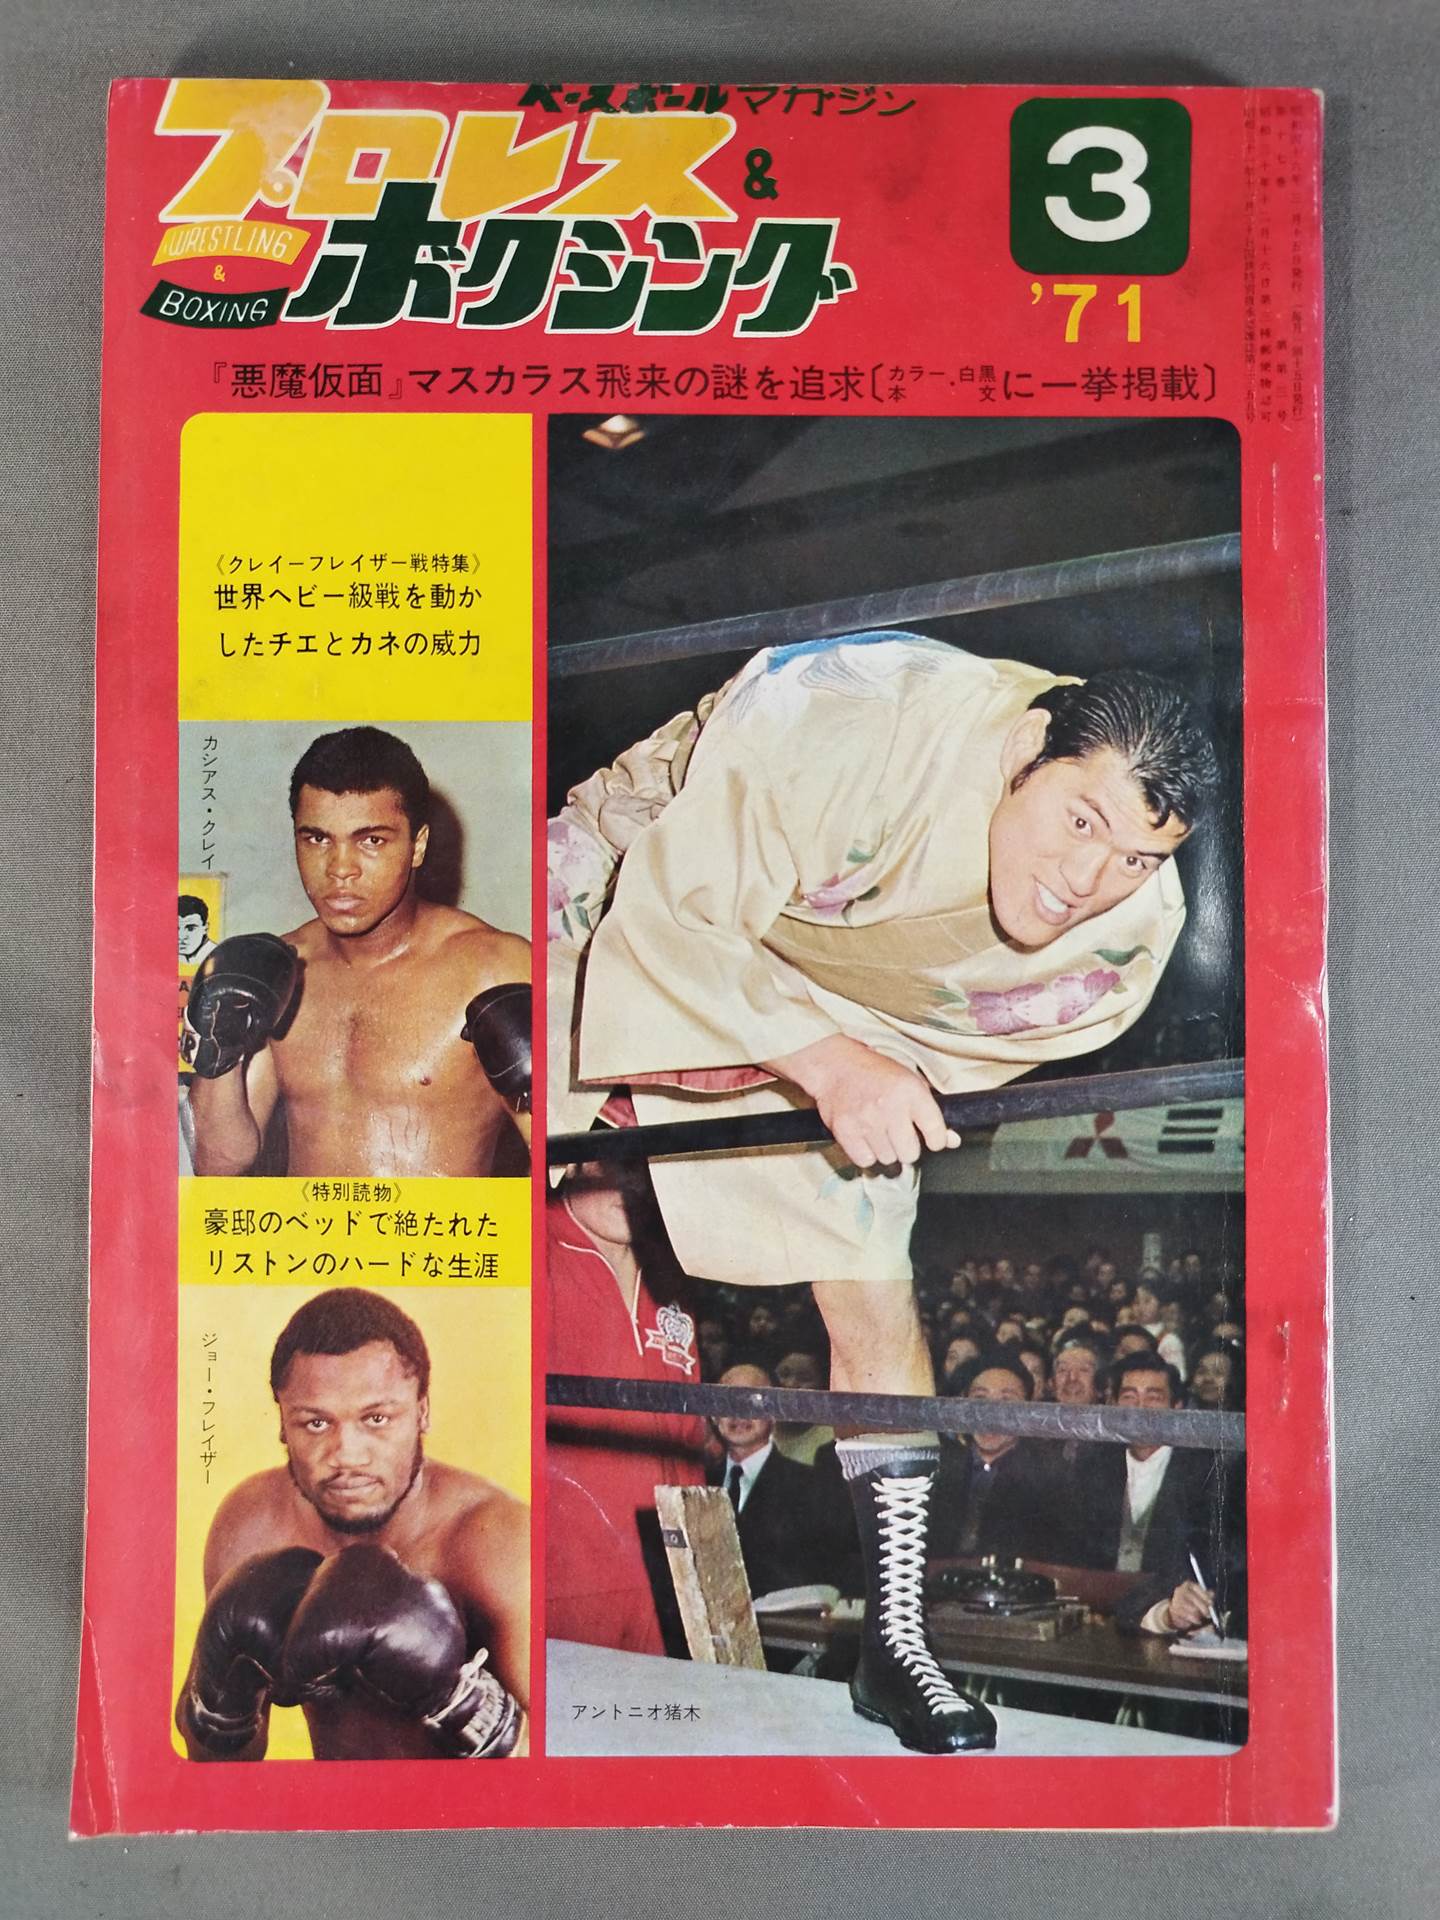 ベースボールマガジン
プロレス
&
ボクシング
WRESTLING
&
BOXING
3
'71
『悪魔仮面』マスカラス飛来の謎を追求〔カラー・白黒 本文に一挙掲載〕
《クレイーフレイザー戦特集》
世界ヘビー級戦を動か
したチエとカネの威力
カシアス・クレイ
《特別読物》
豪邸のベッドで絶たれた
リストンのハードな生涯
ジョー・フレイザー
アントニオ猪木